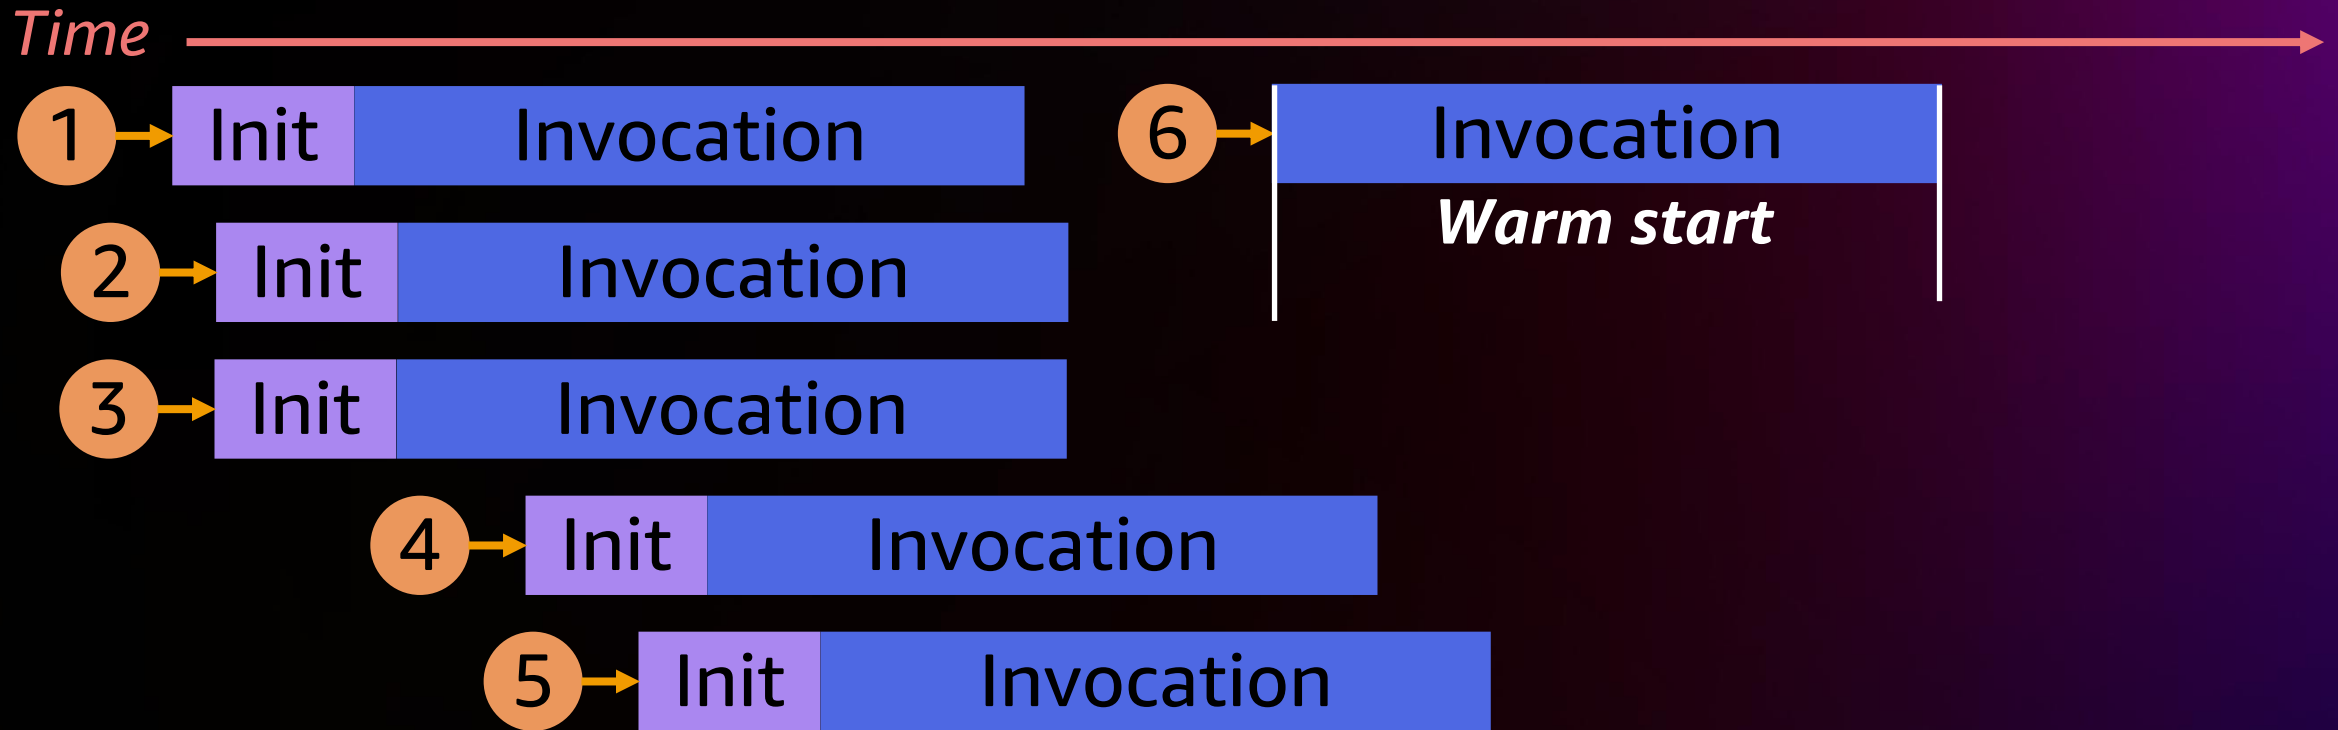 Time
1 Init Invocation 6 Invocation
Warm start
2 Init Invocation
3 Init Invocation
4 Init Invocation
5 Init Invocation